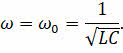 ω = ω₀ = 1/√LC.